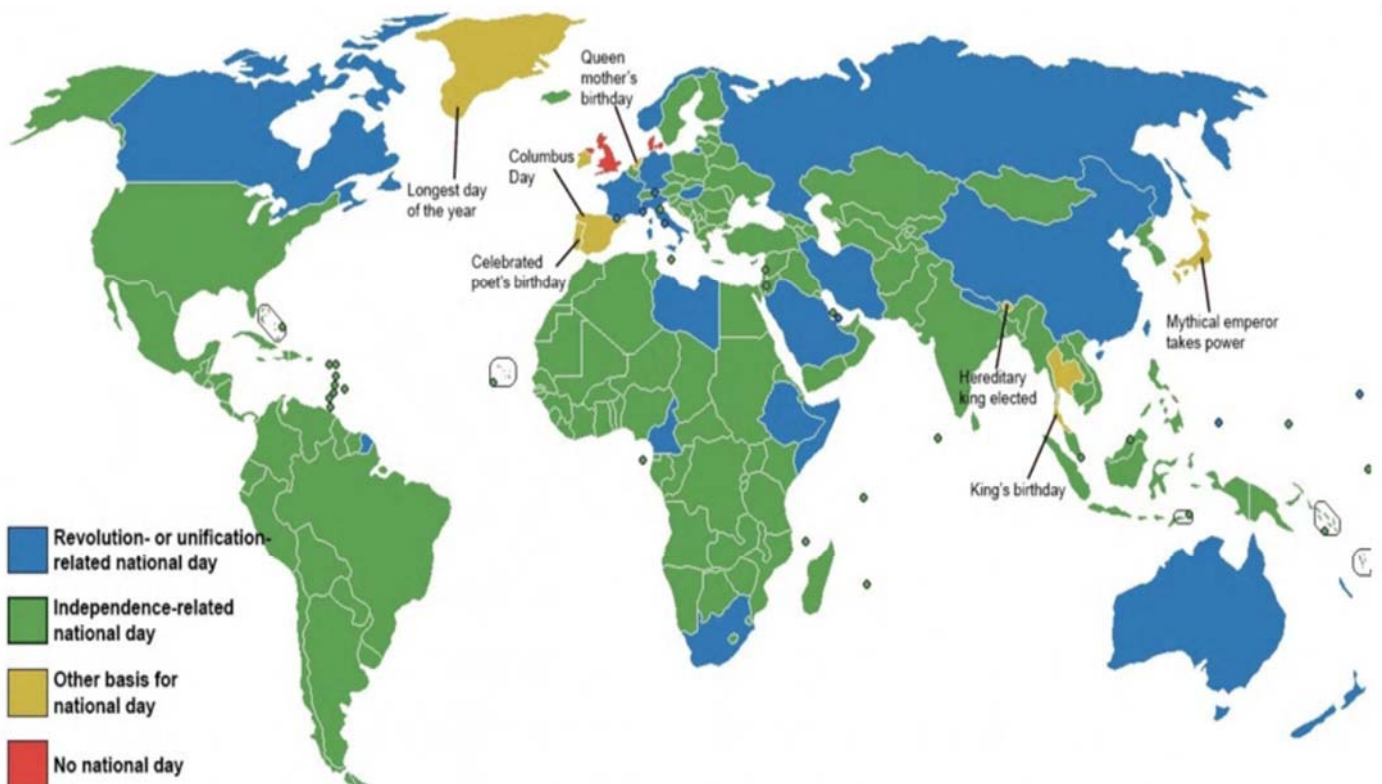 Queen
mother's
birthday
Columbus
Day
Longest day
of the year
Celebrated
poet's birthday
Mythical emperor
takes power
Hereditary
king elected
King's birthday
Revolution- or unification-
related national day
Independence-related
national day
Other basis for
national day
No national day